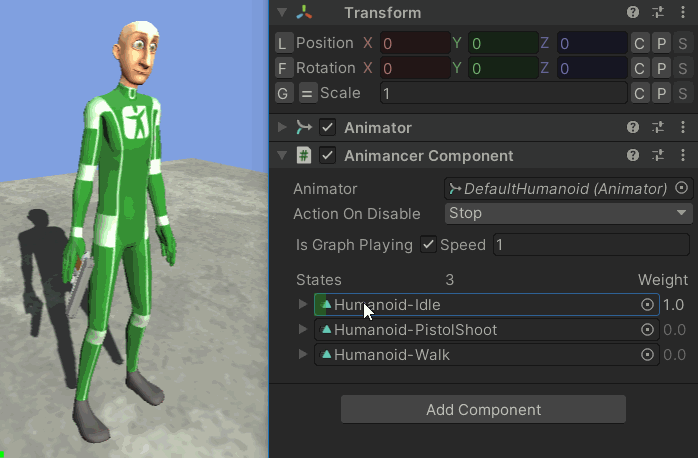 Transform
L Position X 0 Y 0 Z 0 C P S
F Rotation X 0 Y 0 Z 0 C P S
G = Scale 1 C P S
Animator
# Animancer Component
Animator DefaultHumanoid (Animator)
Action On Disable Stop
Is Graph Playing Speed 1
States 3 Weight
Humanoid-Idle 1.0
Humanoid-PistolShoot 0.0
Humanoid-Walk 0.0
Add Component